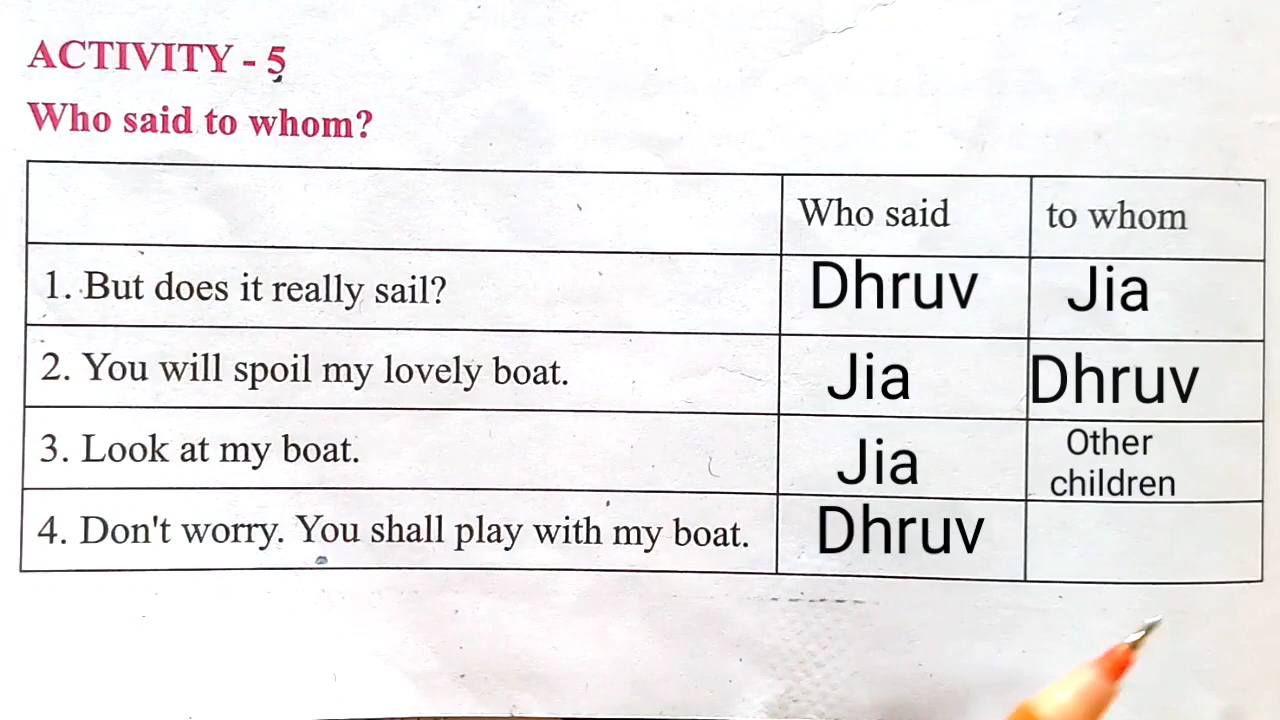 ACTIVITY - 5
Who said to whom?
Who said to whom
1. But does it really sail? Dhruv Jia
2. You will spoil my lovely boat. Jia Dhruv
3. Look at my boat. Jia Other children
4. Don't worry. You shall play with my boat. Dhruv